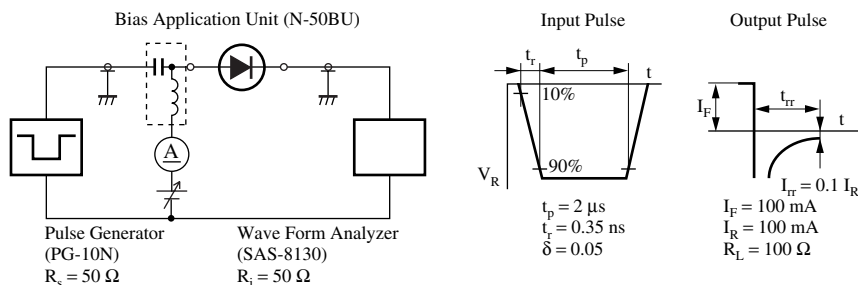 Bias Application Unit (N-50BU)
A
Pulse Generator
(PG-10N)
R_s = 50 Ω
Wave Form Analyzer
(SAS-8130)
R_i = 50 Ω
Input Pulse
t_r
t_p
t
10%
90%
V_R
t_p = 2 μs
t_r = 0.35 ns
δ = 0.05
Output Pulse
I_F
t_rr
t
I_rr = 0.1 I_R
I_F = 100 mA
I_R = 100 mA
R_L = 100 Ω